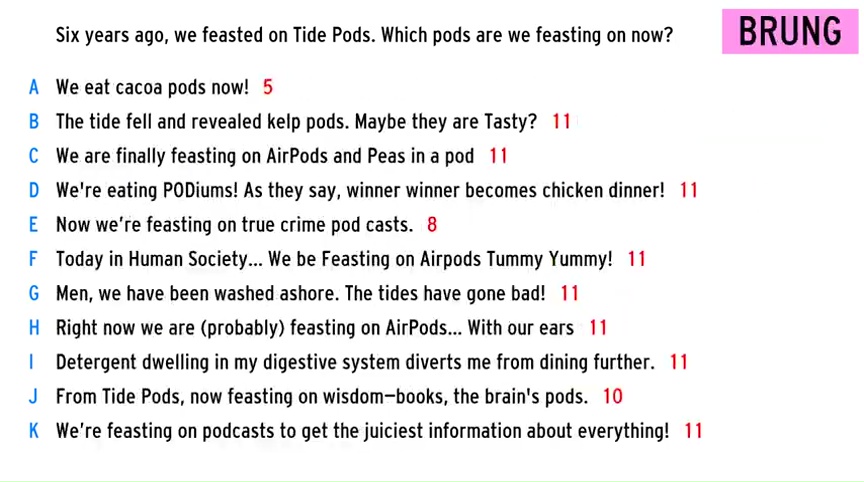 Six years ago, we feasted on Tide Pods. Which pods are we feasting on now?
BRUNG
A We eat cacoa pods now! 5
B The tide fell and revealed kelp pods. Maybe they are Tasty? 11
C We are finally feasting on AirPods and Peas in a pod 11
D We're eating PODiums! As they say, winner winner becomes chicken dinner! 11
E Now we're feasting on true crime pod casts. 8
F Today in Human Society... We be Feasting on Airpods Tummy Yummy! 11
G Men, we have been washed ashore. The tides have gone bad! 11
H Right now we are (probably) feasting on AirPods... With our ears 11
I Detergent dwelling in my digestive system diverts me from dining further. 11
J From Tide Pods, now feasting on wisdom—books, the brain's pods. 10
K We're feasting on podcasts to get the juiciest information about everything! 11